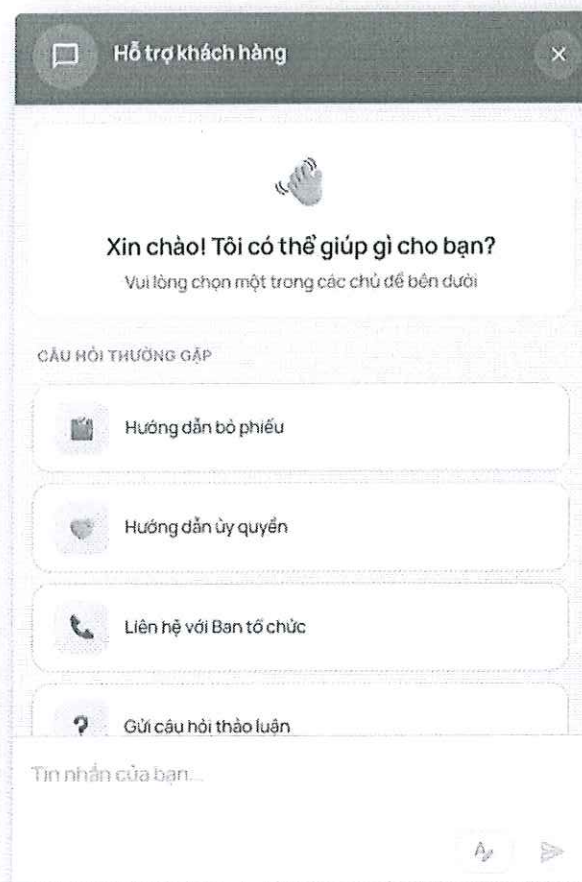 Hỗ trợ khách hàng
Xin chào! Tôi có thể giúp gì cho bạn?
Vui lòng chọn một trong các chủ đề bên dưới
CÂU HỎI THƯỜNG GẶP
Hướng dẫn bỏ phiếu
Hướng dẫn ủy quyền
Liên hệ với Ban tổ chức
? Gửi câu hỏi thảo luận
Tin nhắn của bạn...